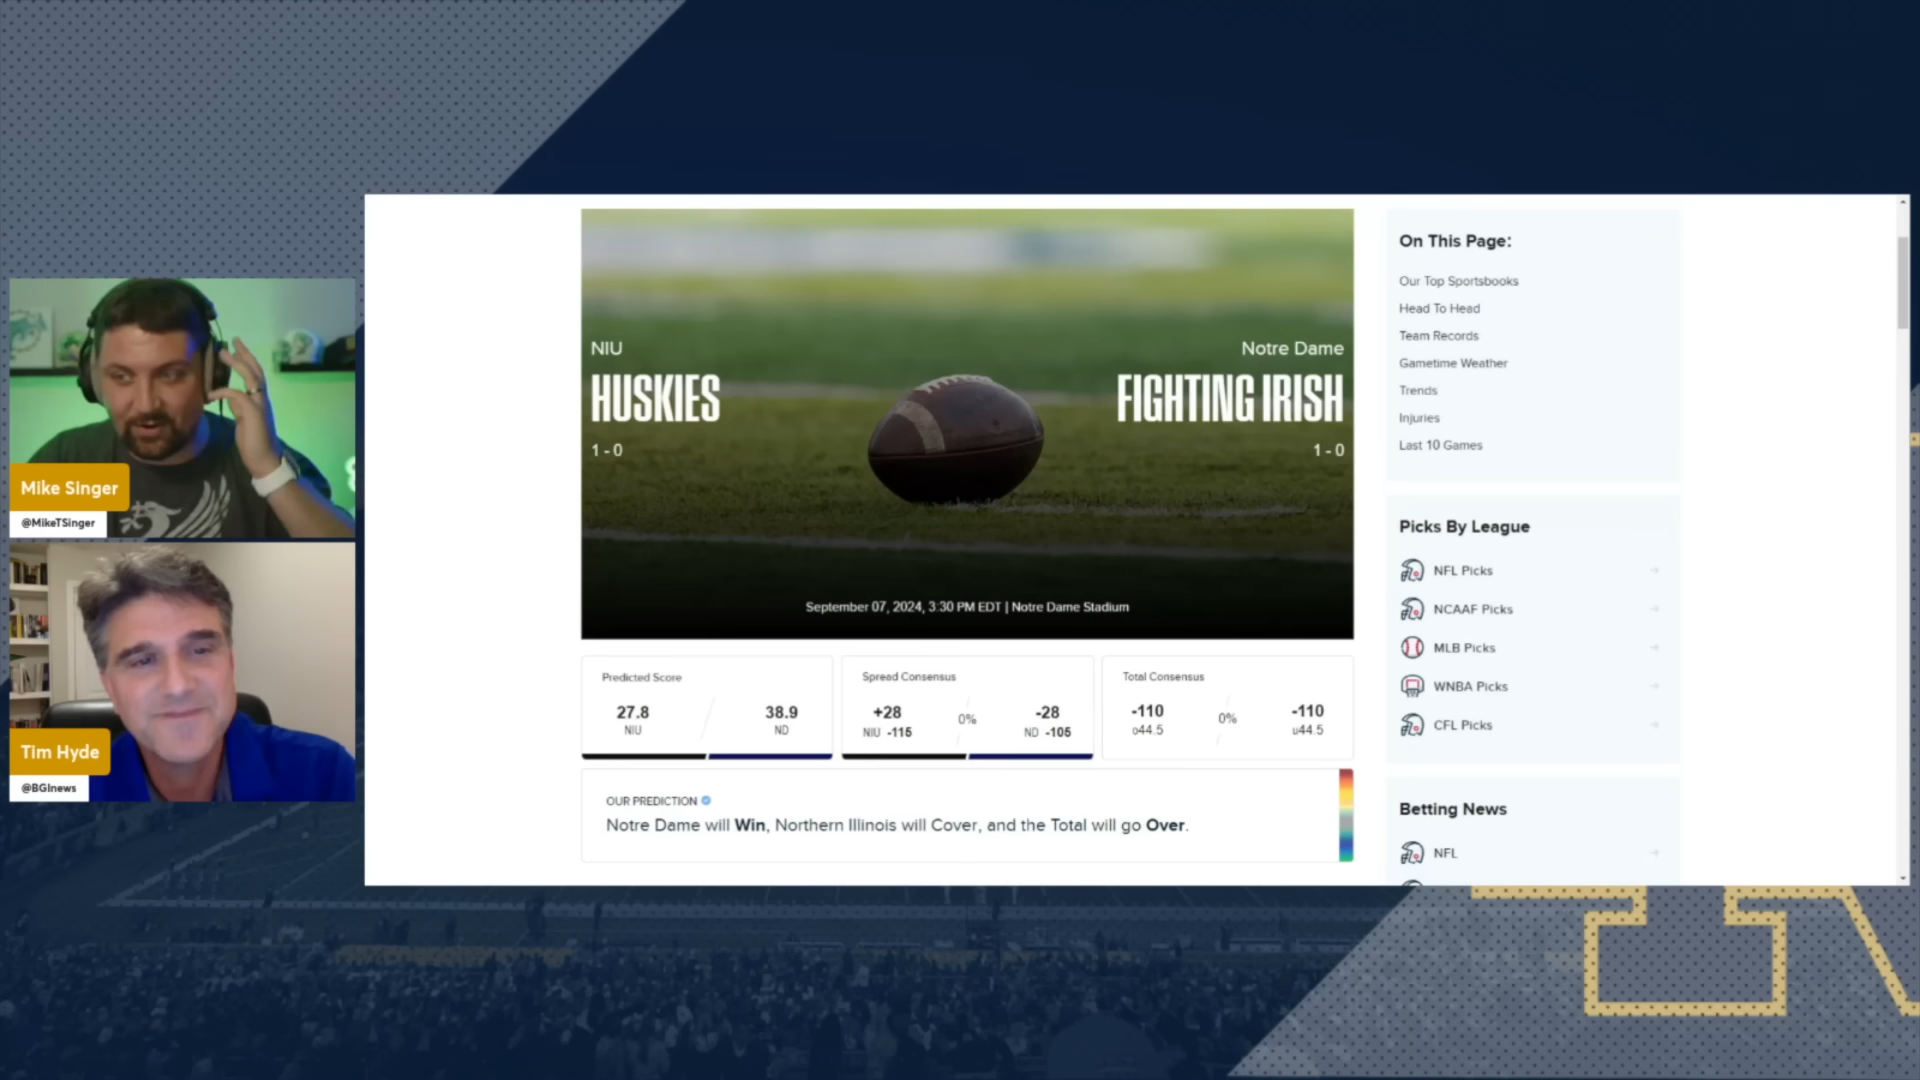 Mike Singer
@MikeTSinger
Tim Hyde
@BGInews
NIU
HUSKIES
1 - 0
Notre Dame
FIGHTING IRISH
1 - 0
September 07, 2024, 3:30 PM EDT | Notre Dame Stadium
Predicted Score
27.8
NIU
38.9
ND
Spread Consensus
+28
NIU -115
0%
-28
ND -105
Total Consensus
-110
o44.5
0%
-110
u44.5
OUR PREDICTION
Notre Dame will Win, Northern Illinois will Cover, and the Total will go Over.
On This Page:
Our Top Sportsbooks
Head To Head
Team Records
Gametime Weather
Trends
Injuries
Last 10 Games
Picks By League
NFL Picks
NCAAF Picks
MLB Picks
WNBA Picks
CFL Picks
Betting News
NFL